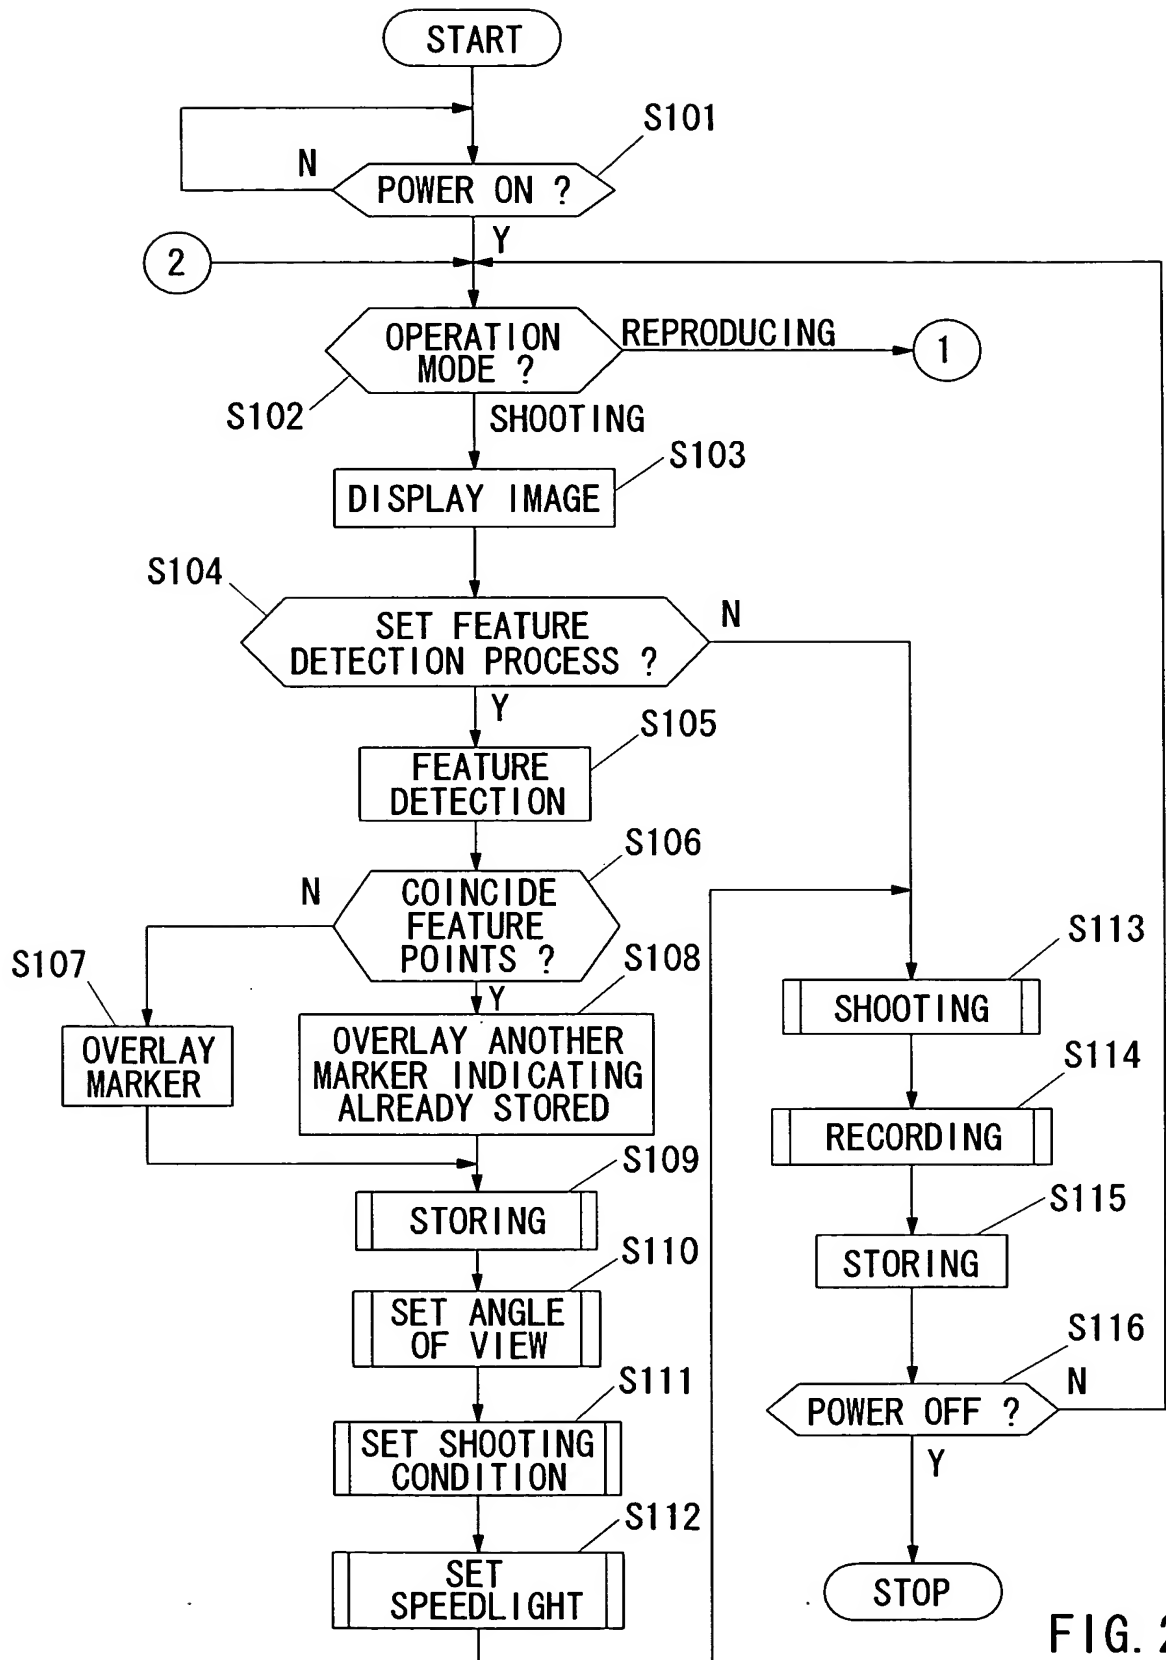 START
S101
N
POWER ON ?
Y
2
OPERATION
MODE ?
REPRODUCING
1
S102
SHOOTING
S103
DISPLAY IMAGE
S104
SET FEATURE
DETECTION PROCESS ?
N
Y
S105
FEATURE
DETECTION
S106
N
COINCIDE
FEATURE
POINTS ?
S107
Y
S108
OVERLAY
MARKER
OVERLAY ANOTHER
MARKER INDICATING
ALREADY STORED
S109
STORING
S110
SET ANGLE
OF VIEW
S111
SET SHOOTING
CONDITION
S112
SET
SPEEDLIGHT
S113
SHOOTING
S114
RECORDING
S115
STORING
S116
POWER OFF ?
N
Y
STOP
FIG. 2